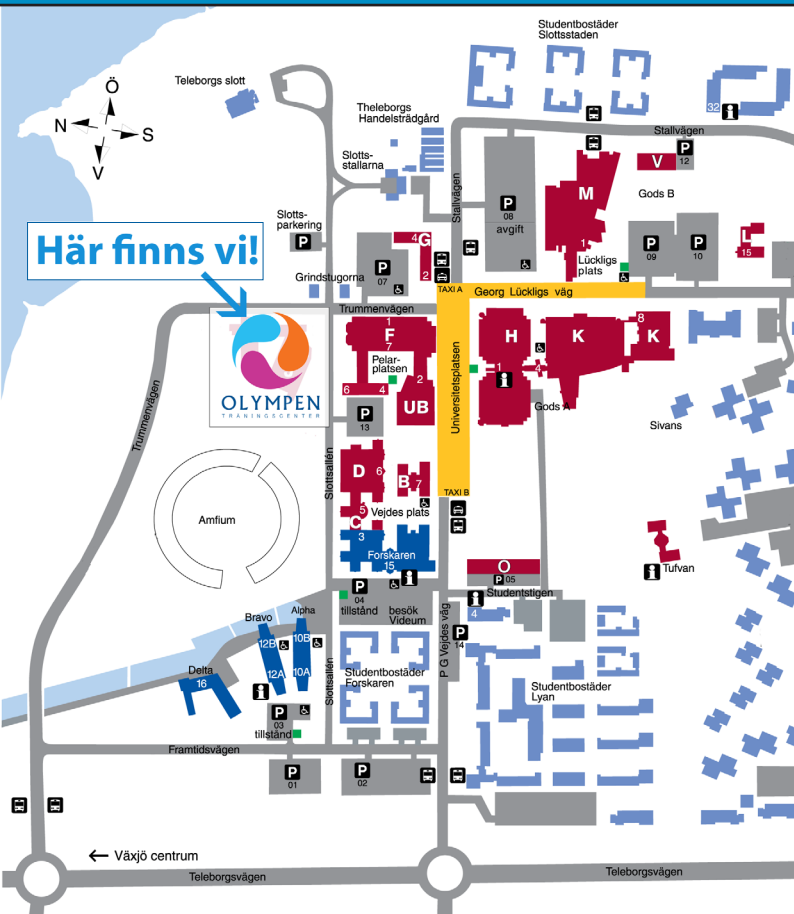 Studentbostäder
Slottsstaden
Teleborgs slott
Ö
N
S
V
32
i
Theleborgs
Handelsträdgård
Stallvägen
P
12
V
Slotts-
stallarna
M
Gods B
Stallvägen
P
08
avgift
Slotts-
parkering
P
4
G
2
P
07
1
Lückligs
plats
P
09
P
10
L
15
Här finns vi!
Grindstugorna
TAXI A
Georg Lückligs väg
Trummenvägen
1
F
7
H
K
8
K
Pelar-
platsen
2
6
4
UB
1
4
i
Gods A
OLYMPEN
TRÄNINGSCENTER
P
13
Universitetsplatsen
Sivans
Trummenvägen
Slottsallén
D
6
B
7
TAXI B
5
C
Vejdes plats
Amfium
3
Forskaren
15
i
O
P 05
Tufvan
i
P
04
tillstånd
besök
Videum
Studentstigen
i
4
Bravo
Alpha
12B
10B
12A
10A
Delta
16
i
Slottsallén
Studentbostäder
Forskaren
P G Vejdes väg
P
14
Studentbostäder
Lyan
P
03
tillstånd
Framtidsvägen
P
01
P
02
Växjö centrum
Teleborgsvägen
Teleborgsvägen